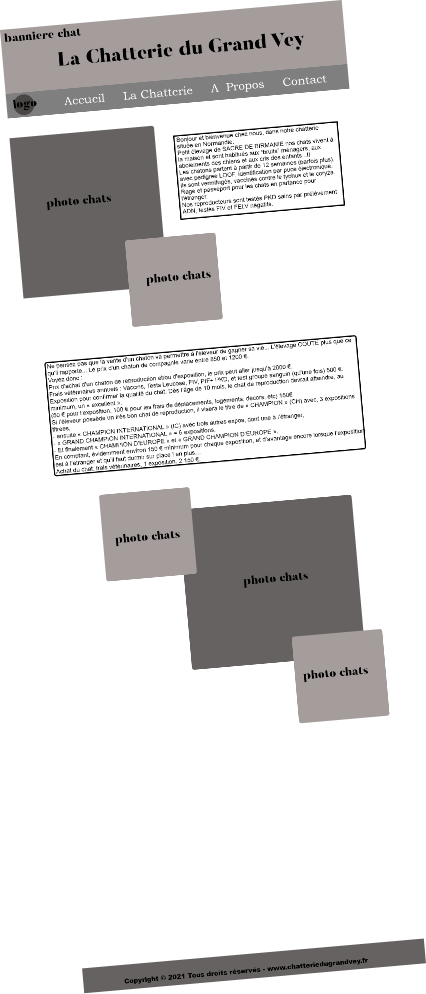 banniere chat
La Chatterie du Grand Vey
logo
Accueil La Chatterie A Propos Contact
Bonjour et bienvenue chez nous, dans notre chatterie
située en Normandie.
Petit élevage de SACRE DE BIRMANIE nos chats vivent à
la maison et sont habitués aux "bruits" ménagers, aux
aboiements des chiens et aux cris des enfants...!!
Les chatons partent à partir de 12 semaines (parfois plus),
avec pedigree LOOF, identification par puce électronique,
ils sont vermifugés, vaccinés contre le typhus et le coryza.
Rage et passeport pour les chats en partance pour
l'étranger.
Nos reproducteurs sont testés PKD sains par prélèvement
ADN, testés FIV et FELV négatifs.
photo chats
photo chats
Ne pensez pas que la vente d'un chaton va permettre à l'éleveur de gagner sa vie... L'élevage COUTE plus que ce
qu'il rapporte... Le prix d'un chaton de compagnie varie entre 850 et 1200 €.
Voyez donc :
Prix d'achat d'un chaton de reproduction et/ou d'exposition, le prix peut aller jusqu'à 2000 €.
Frais vétérinaires annuels : Vaccins, Tests Leucose, FIV, PIF+ PKD, et test groupe sanguin (qu'une fois) 500 €.
Exposition pour confirmer la qualité du chat. Dès l'âge de 10 mois, le chat de reproduction devrait atteindre, au
minimum, un « excellent ».
(50 € pour l'exposition, 100 € pour les frais de déplacements, logements, décors, etc) 150€
Si l'éleveur possède un très bon chat de reproduction, il visera le titre de « CHAMPION » (CH) avec, 3 expositions
titrées,
ensuite « CHAMPION INTERNATIONAL » (IC) avec trois autres expos, dont une à l'étranger,
« GRAND CHAMPION INTERNATIONAL » = 6 expositions.
Et finalement « CHAMPION D'EUROPE » et « GRAND CHAMPION D'EUROPE ».
En comptant, évidemment environ 150 € minimum pour chaque exposition, et d'avantage encore lorsque l'exposition
est à l'étranger et qu'il faut dormir sur place ! en plus...
Achat du chat, frais vétérinaires, 1 exposition, 2 150 €.
photo chats
photo chats
photo chats
Copyright © 2021 Tous droits réservés - www.chatteriedugrandvey.fr